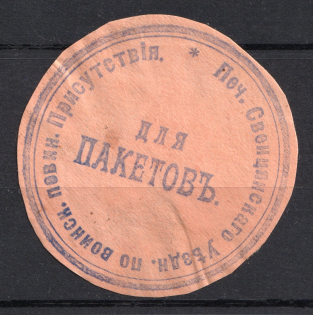 * Печ. Свенцянскаго Уѣздн. по воинск. повин. Присутствія.
ДЛЯ
ПАКЕТОВЪ.